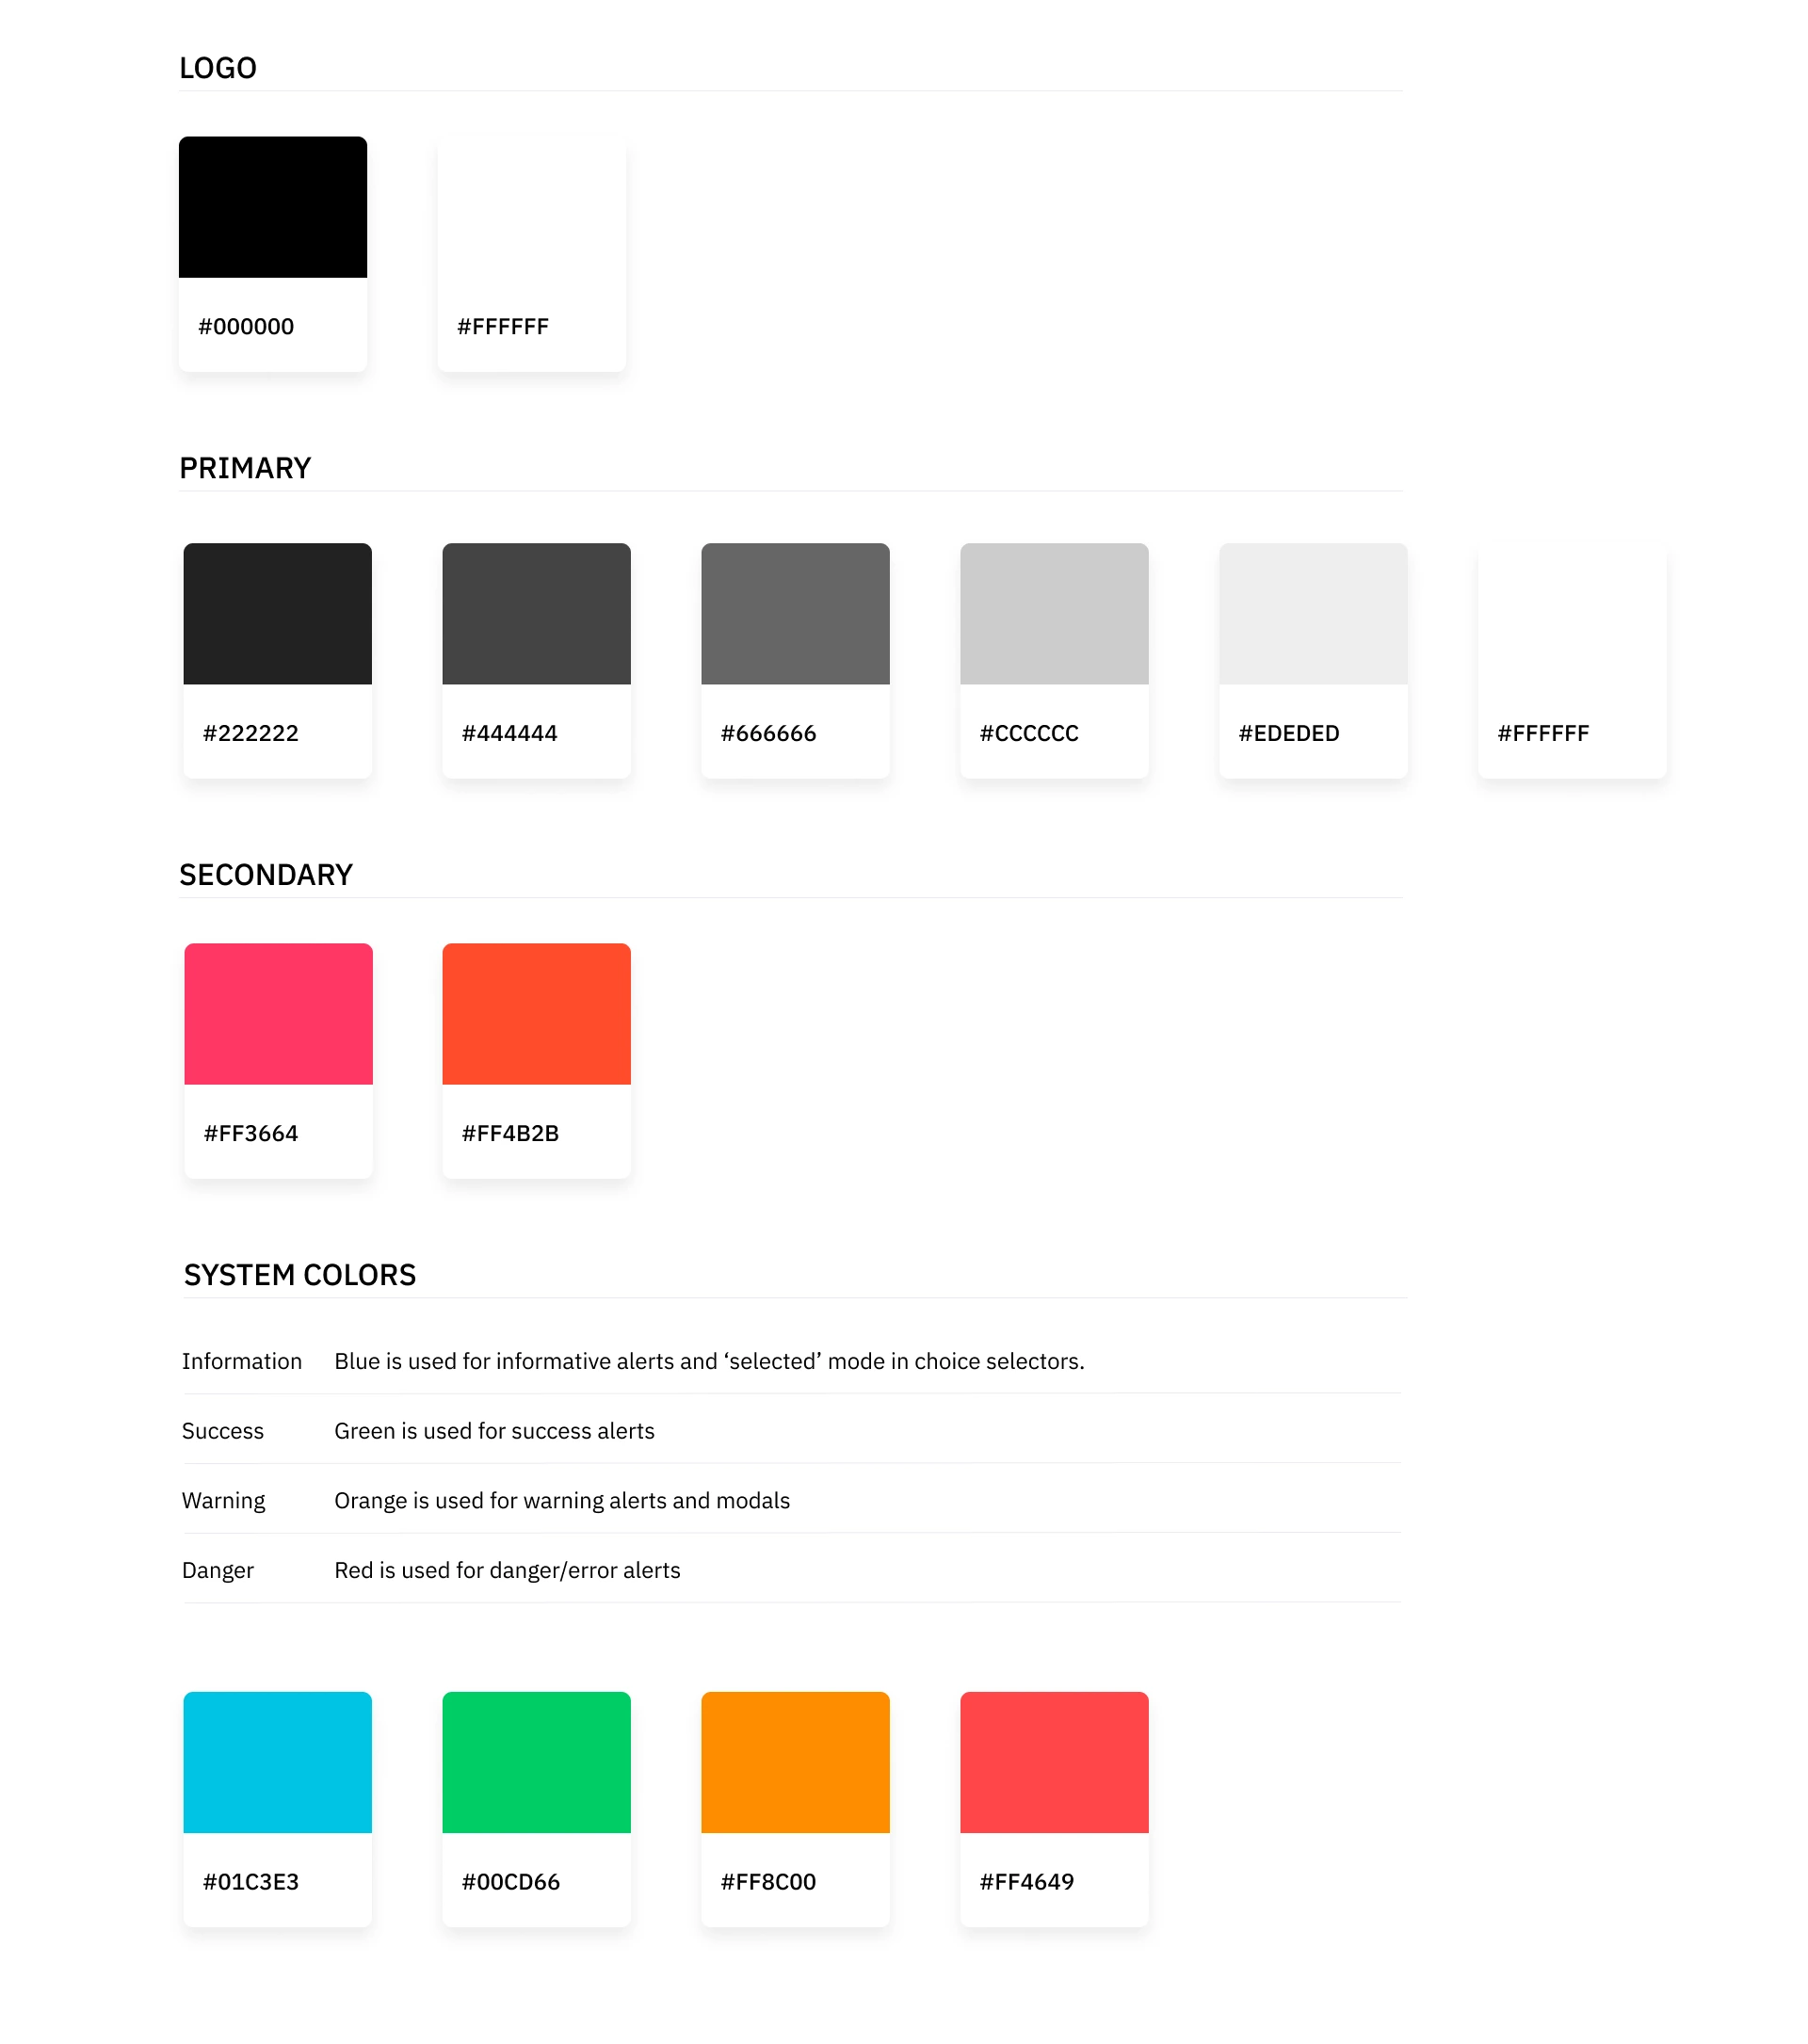 LOGO
#000000
#FFFFFF
PRIMARY
#222222
#444444
#666666
#CCCCCC
#EDEDED
#FFFFFF
SECONDARY
#FF3664
#FF4B2B
SYSTEM COLORS
Information Blue is used for informative alerts and ‘selected’ mode in choice selectors.
Success Green is used for success alerts
Warning Orange is used for warning alerts and modals
Danger Red is used for danger/error alerts
#01C3E3
#00CD66
#FF8C00
#FF4649